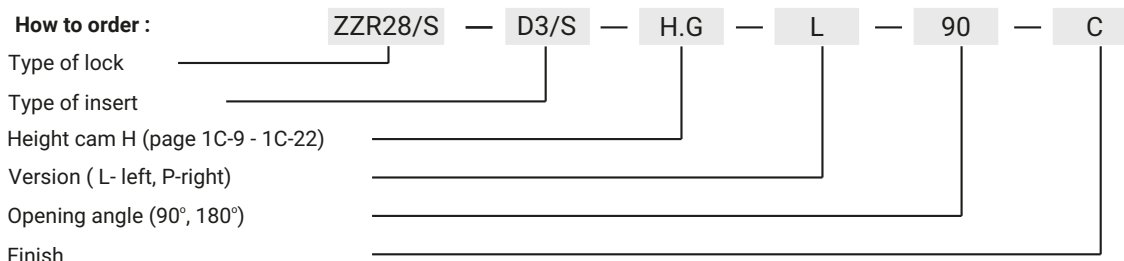 How to order : ZZR28/S — D3/S — H.G — L — 90 — C
Type of lock
Type of insert
Height cam H (page 1C-9 - 1C-22)
Version ( L- left, P-right)
Opening angle (90°, 180°)
Finish